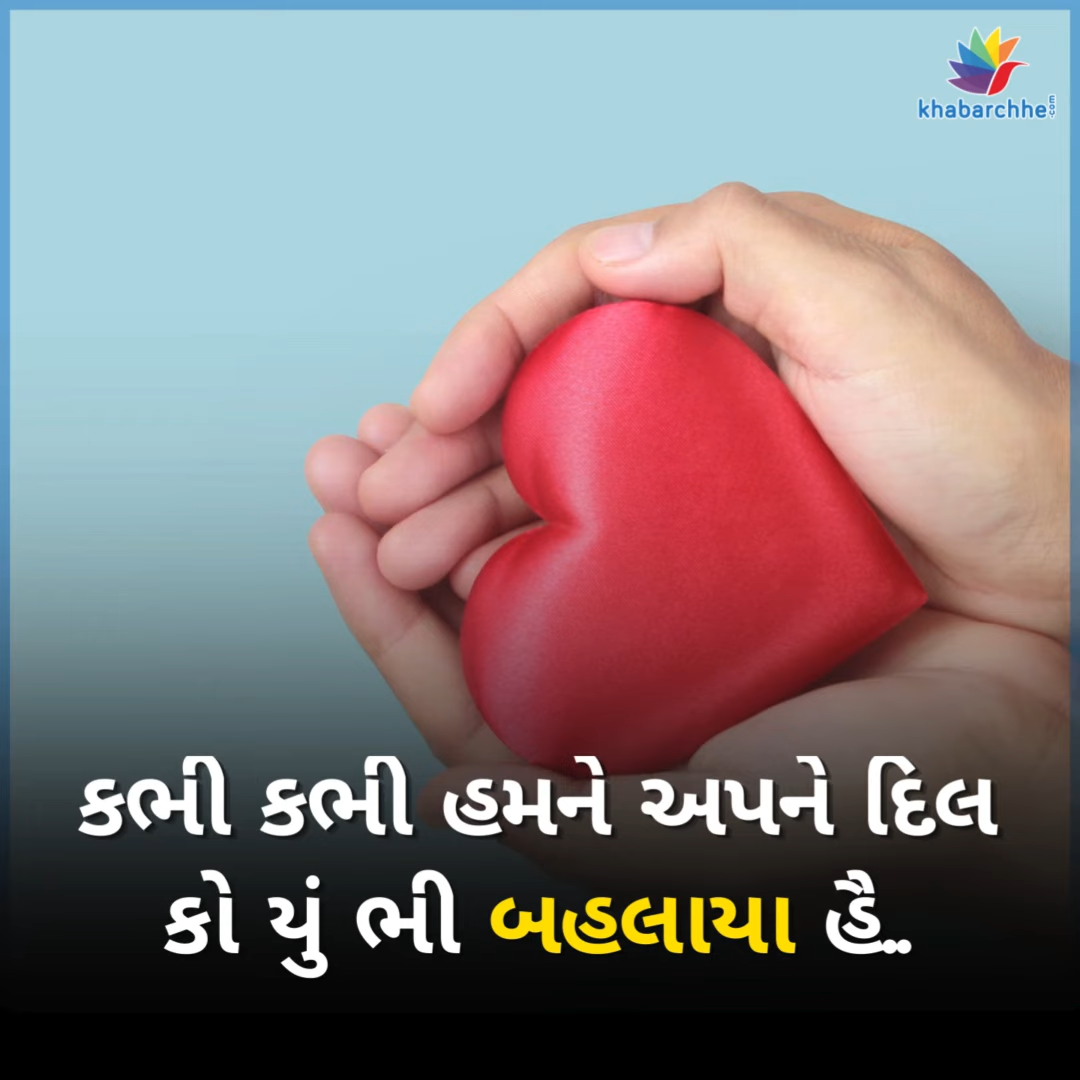 khabarchhe.com
કભી કભી હમને અપને દિલ
કો યું ભી બહલાયા હૈ..